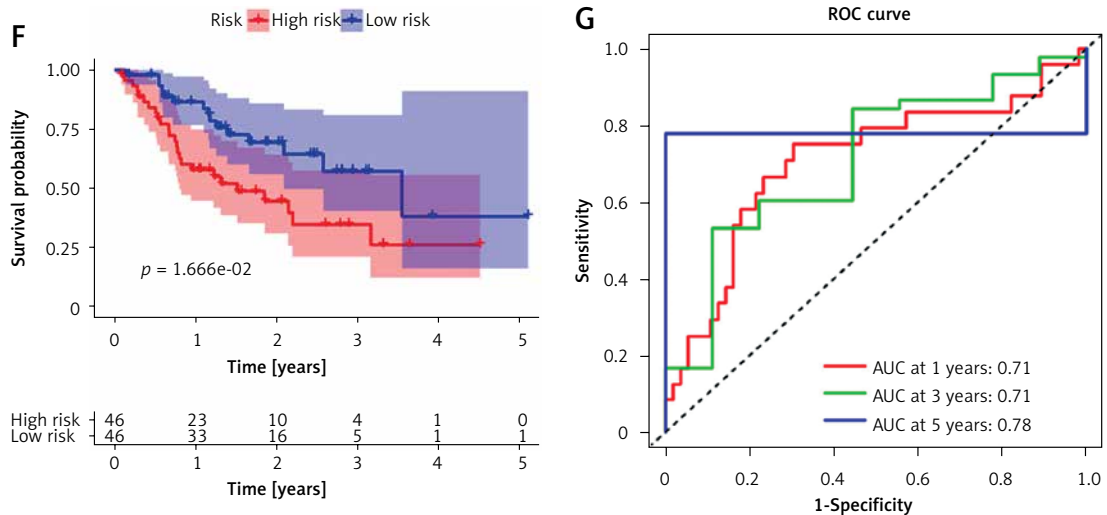 F
Risk High risk Low risk
Survival probability
1.00
0.75
0.50
0.25
0
p = 1.666e-02
0 1 2 3 4 5
Time [years]
High risk 46 23 10 4 1 0
Low risk 46 33 16 5 1 1
0 1 2 3 4 5
Time [years]
G
ROC curve
Sensitivity
1.0
0.8
0.6
0.4
0.2
0
AUC at 1 years: 0.71
AUC at 3 years: 0.71
AUC at 5 years: 0.78
0 0.2 0.4 0.6 0.8 1.0
1-Specificity